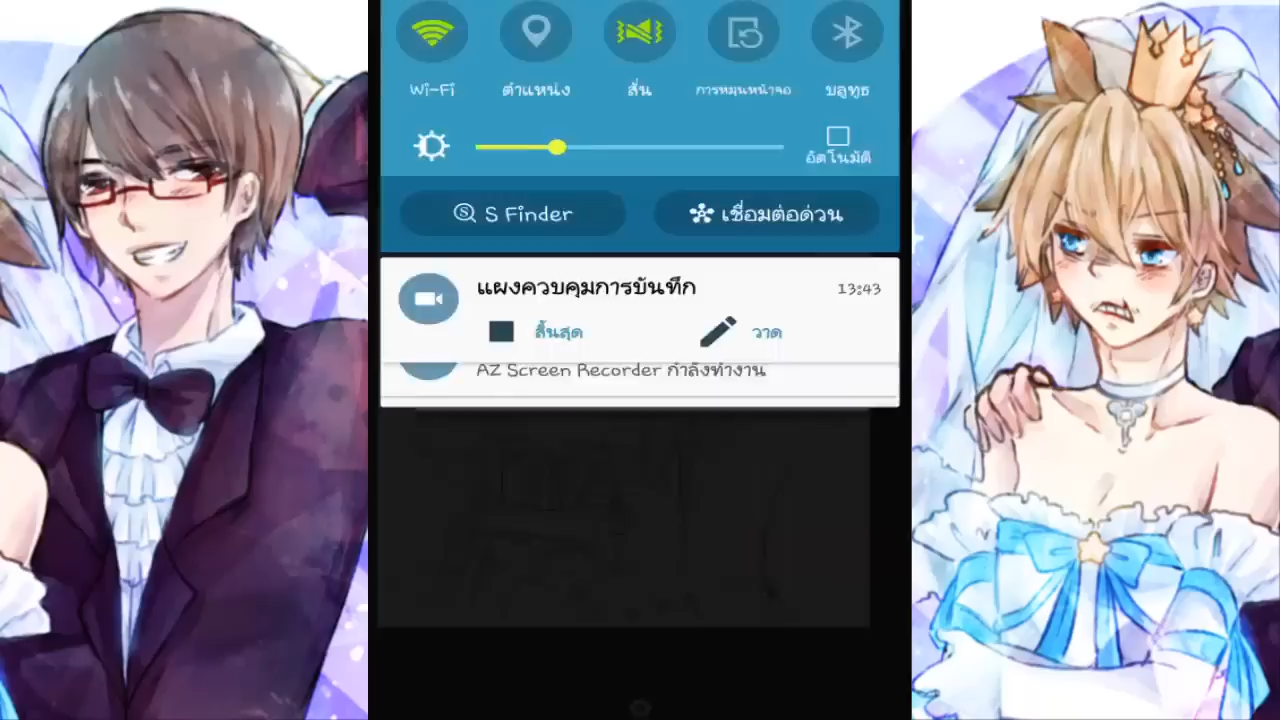 Wi-Fi ตำแหน่ง สั่น การหมุนหน้าจอ บลูทูธ
อัตโนมัติ
S Finder เชื่อมต่อด่วน
แผงควบคุมการบันทึก 13:43
สิ้นสุด วาด
AZ Screen Recorder กำลังทำงาน